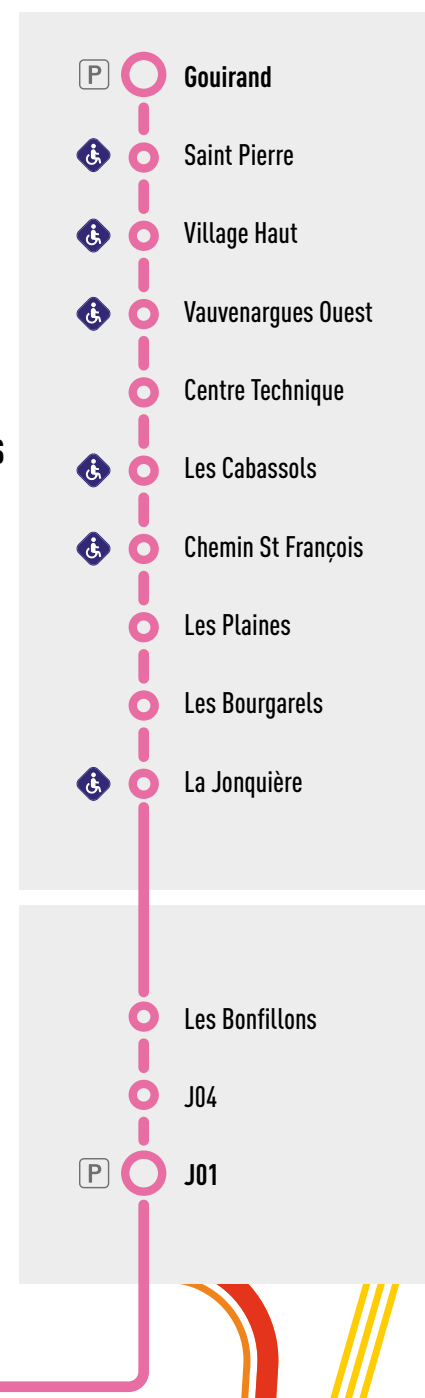 P Gouirand
Saint Pierre
Village Haut
Vauvenargues Ouest
Centre Technique
S
Les Cabassols
Chemin St François
Les Plaines
Les Bourgarels
La Jonquière
Les Bonfillons
J04
P J01